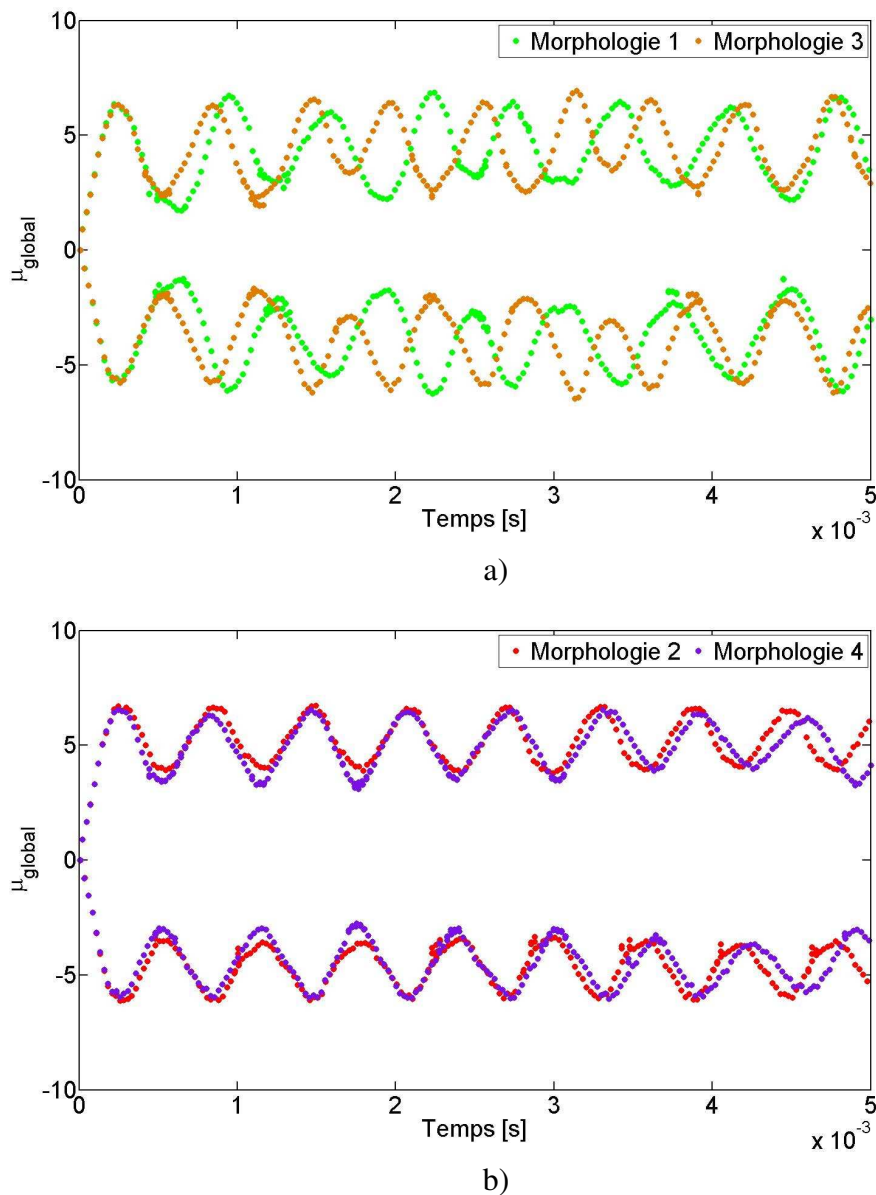 10
Morphologie 1 Morphologie 3
5
0
-5
-10
μglobal
0 1 2 3 4 5
Temps [s]
x 10-3
a)
10
Morphologie 2 Morphologie 4
5
0
-5
-10
μglobal
0 1 2 3 4 5
Temps [s]
x 10-3
b)